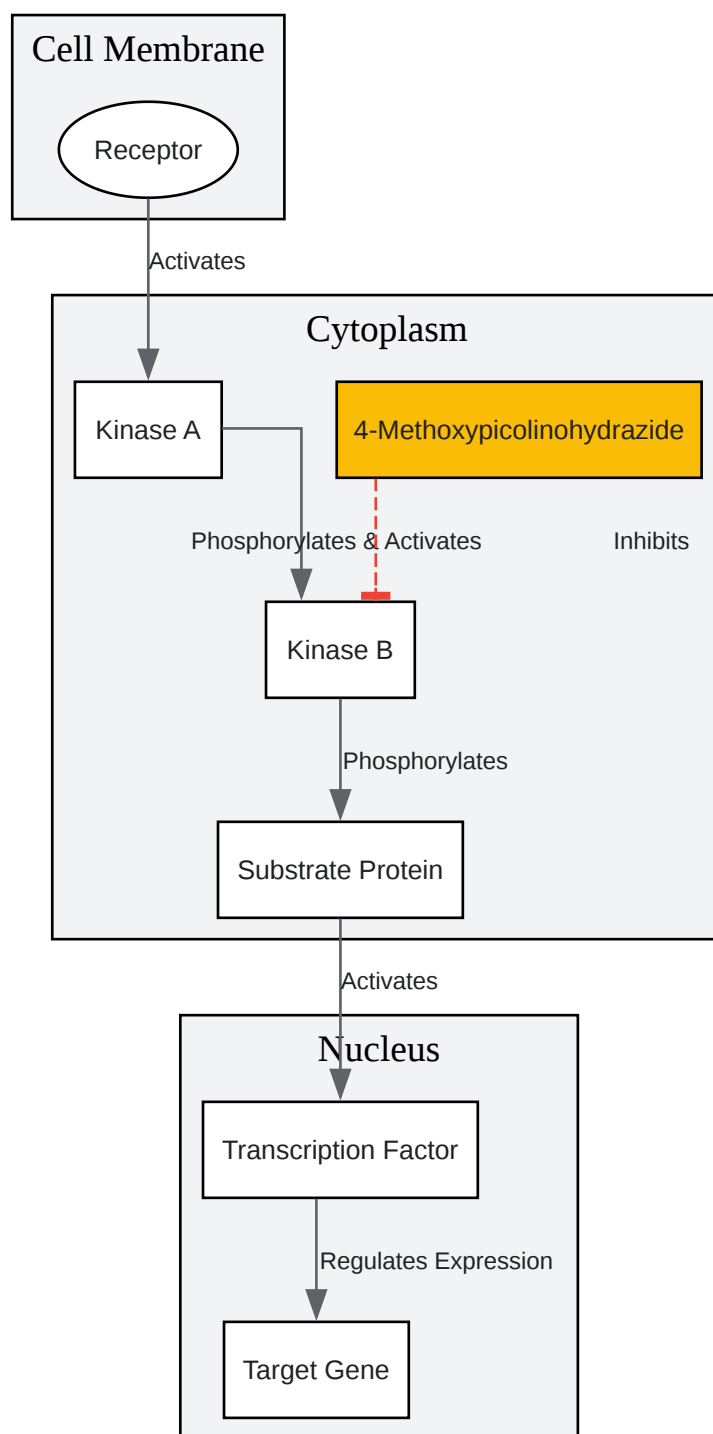 Cell Membrane
Receptor
Activates
Cytoplasm
Kinase A
4-Methoxypicolinohydrazide
Phosphorylates & Activates
Inhibits
Kinase B
Phosphorylates
Substrate Protein
Activates
Nucleus
Transcription Factor
Regulates Expression
Target Gene